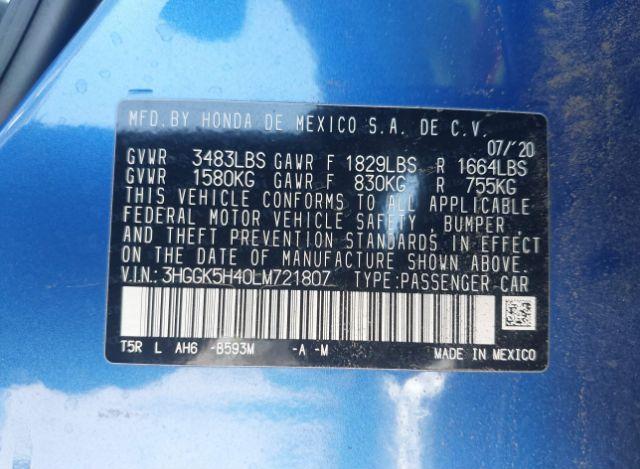 MFD. BY HONDA DE MEXICO S.A. DE C.V.
07/'20
GVWR 3483LBS GAWR F 1829LBS R 1664LBS
GVWR 1580KG GAWR F 830KG R 755KG
THIS VEHICLE CONFORMS TO ALL APPLICABLE
FEDERAL MOTOR VEHICLE SAFETY, BUMPER,
AND THEFT PREVENTION STANDARDS IN EFFECT
ON THE DATE OF MANUFACTURE SHOWN ABOVE.
V.I.N.: 3HGGK5H40LM721807 TYPE: PASSENGER CAR
T5R L AH6 -B593M -A -M
MADE IN MEXICO